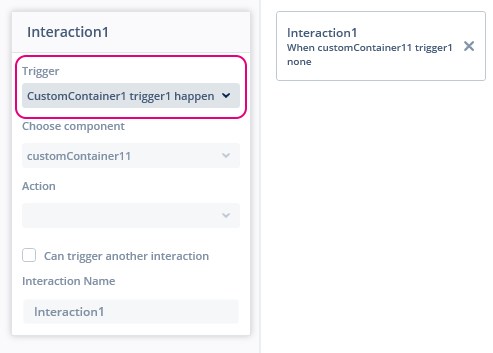 Interaction1
Trigger
CustomContainer1 trigger1 happen
Choose component
customContainer11
Action
Can trigger another interaction
Interaction Name
Interaction1
Interaction1
When customContainer11 trigger1
none